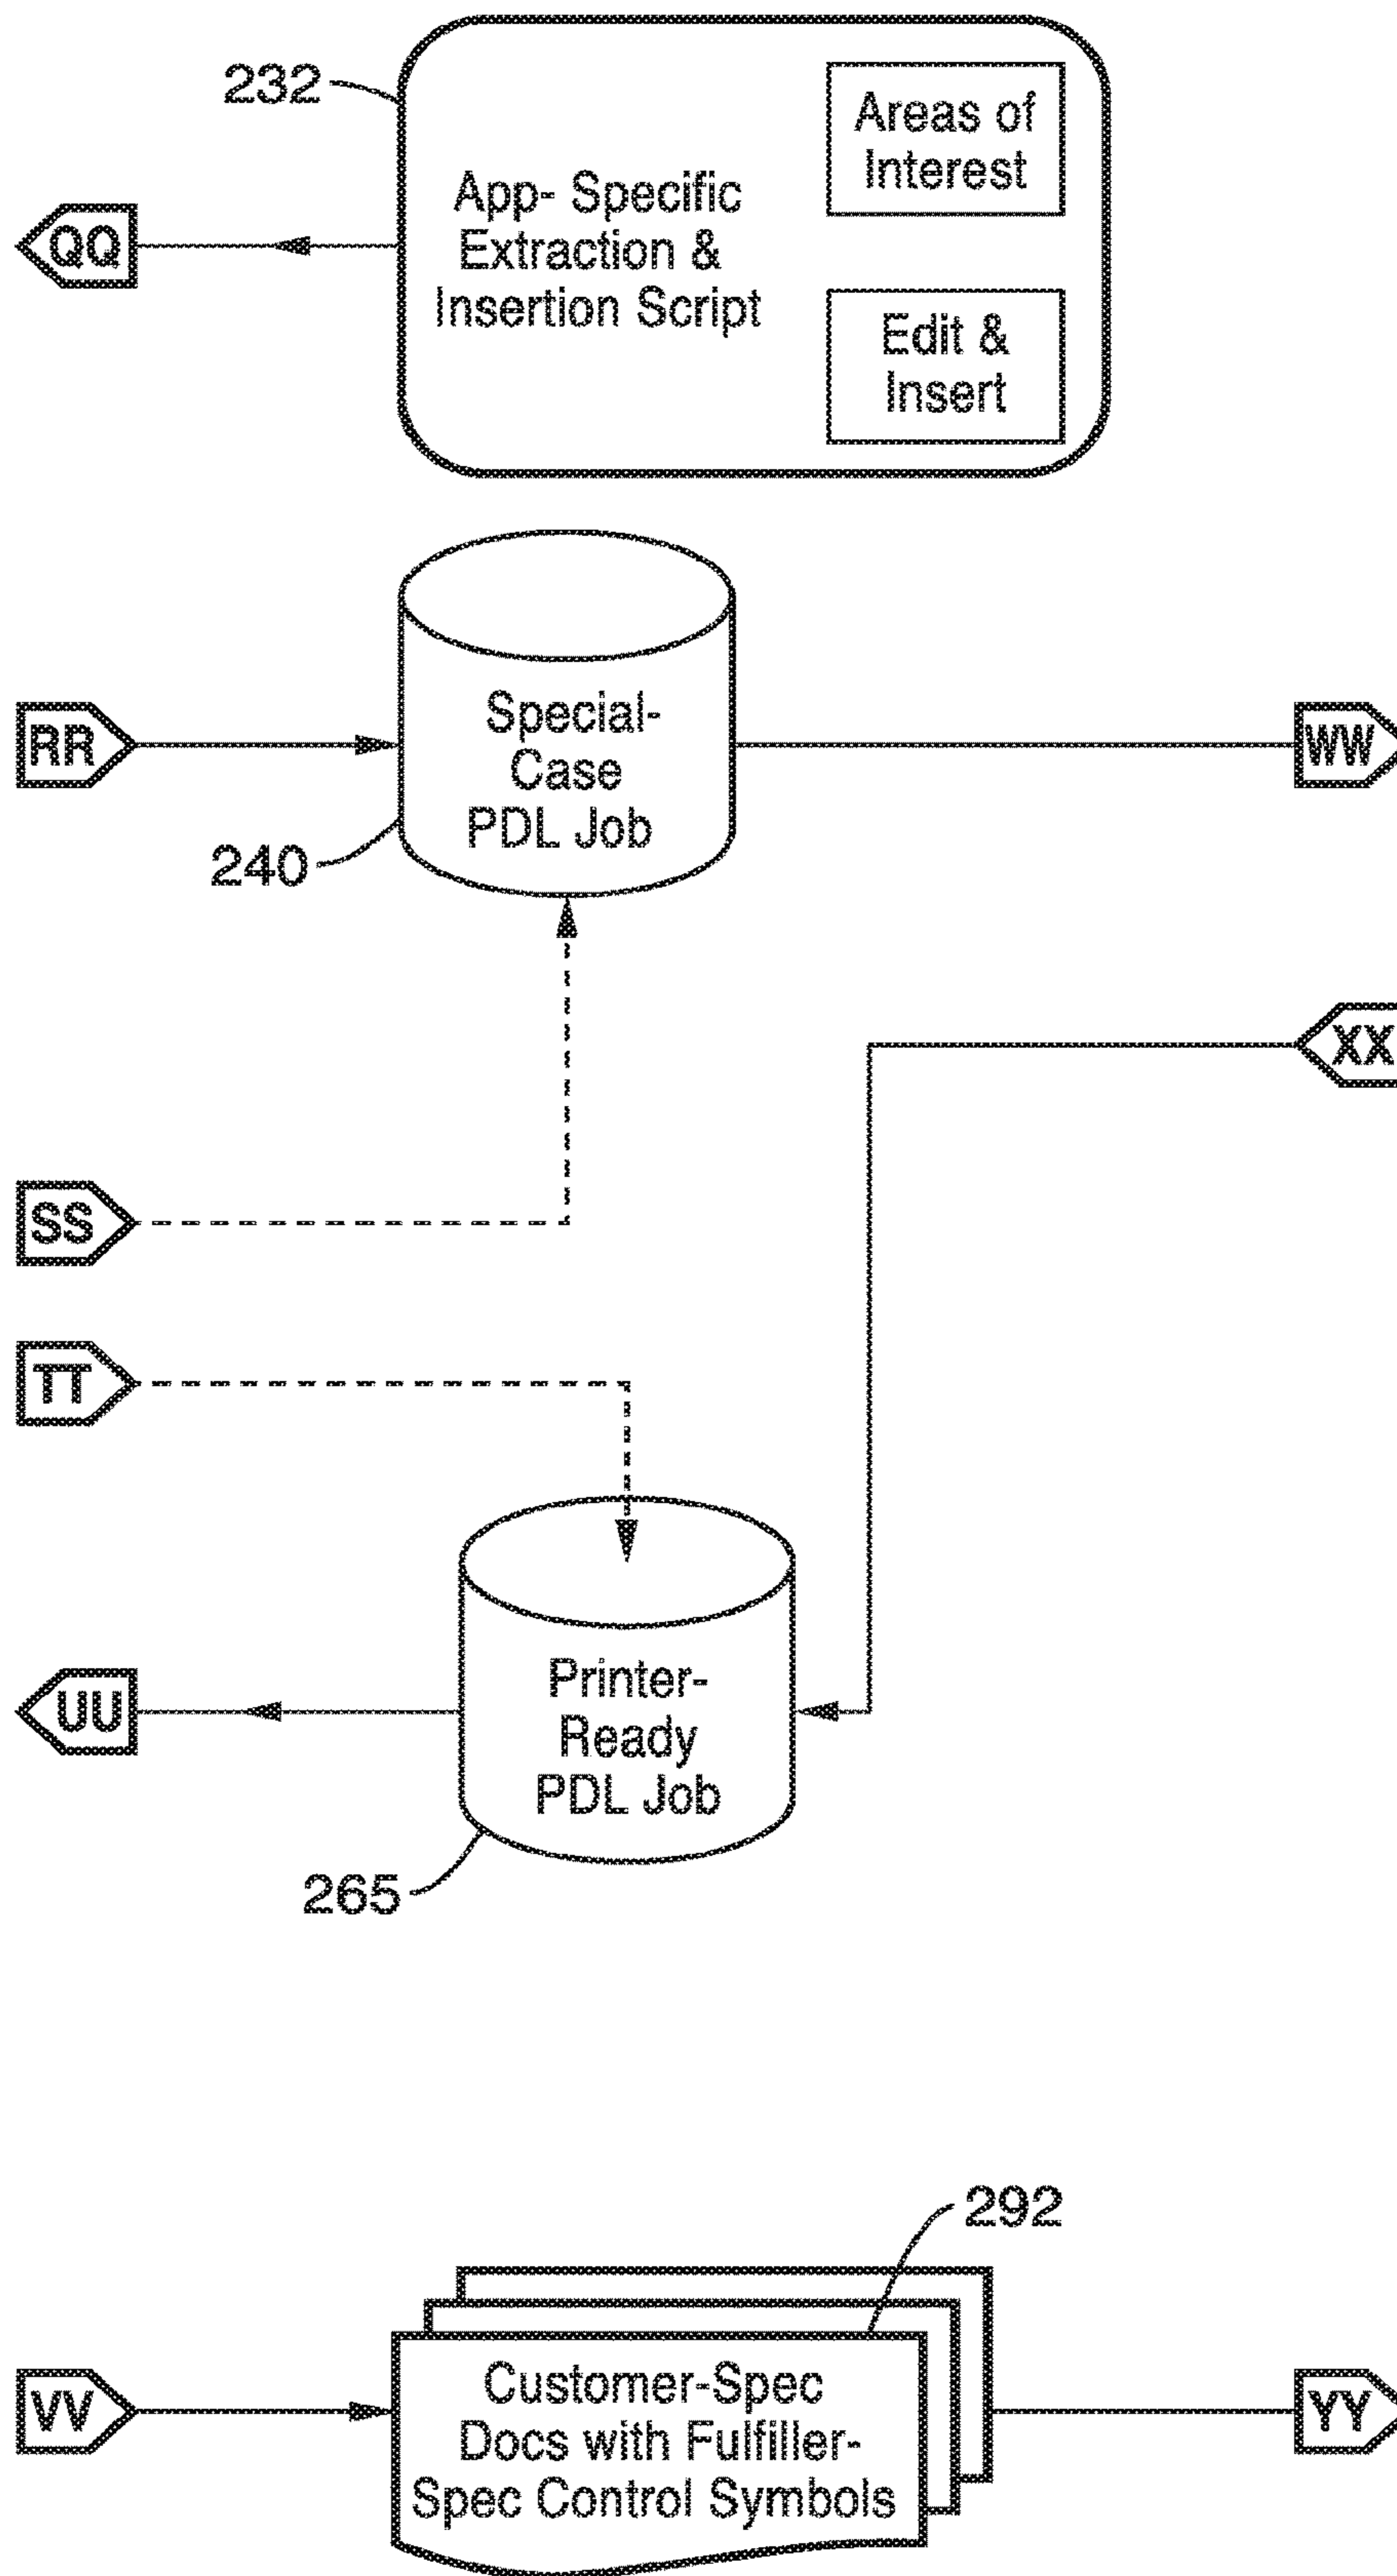 232
Areas of
Interest
App- Specific
Extraction &
Insertion Script
QQ
Edit &
Insert
Special-
Case
PDL Job
RR
WW
240
XX
SS
TT
Printer-
Ready
PDL Job
UU
265
292
Customer-Spec
Docs with Fulfiller-
Spec Control Symbols
VV
YY